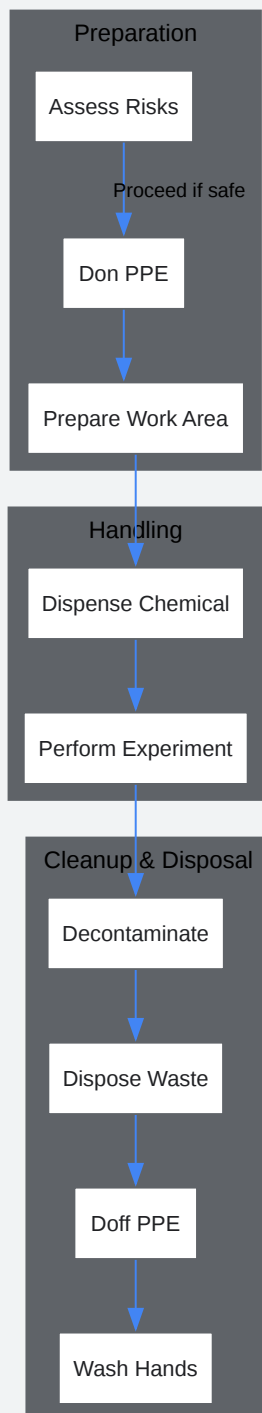 Preparation
Assess Risks
Proceed if safe
Don PPE
Prepare Work Area
Handling
Dispense Chemical
Perform Experiment
Cleanup & Disposal
Decontaminate
Dispose Waste
Doff PPE
Wash Hands